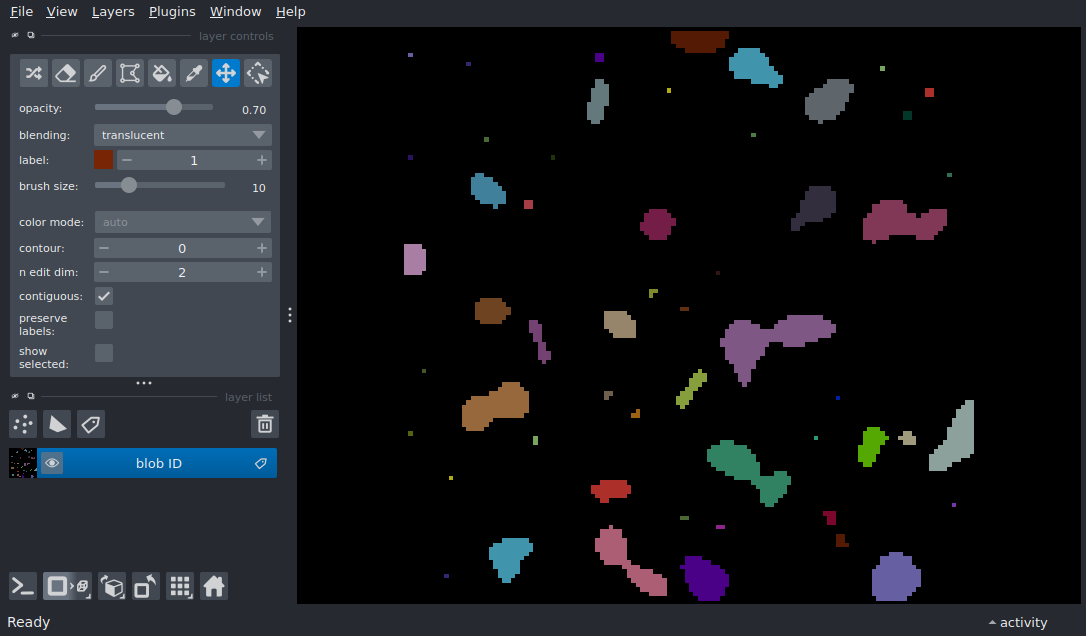 File View Layers Plugins Window Help
layer controls
opacity: 0.70
blending: translucent
label: 1
brush size: 10
color mode: auto
contour: 0
n edit dim: 2
contiguous:
preserve
labels:
show
selected:
layer list
blob ID
Ready
activity